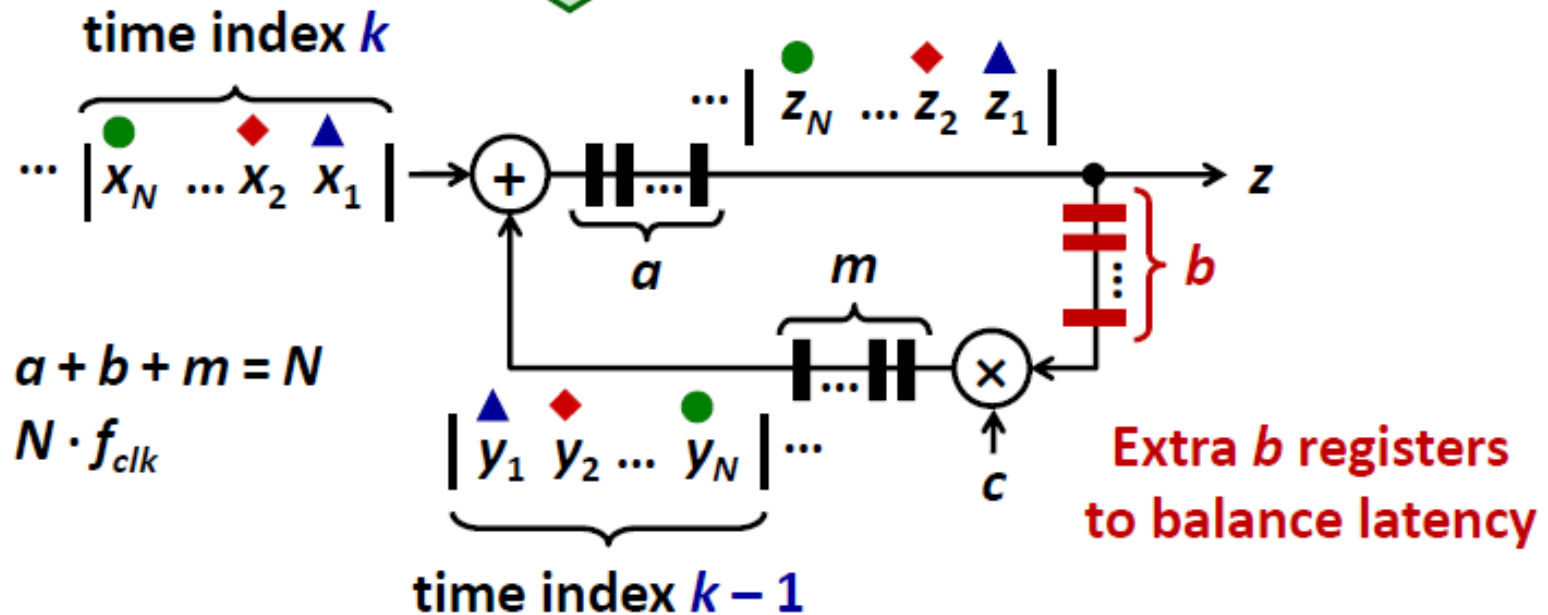 time index k
... | z_N ... z_2 z_1 |
... | x_N ... x_2 x_1 |
+
...
z
a
m
...
b
a + b + m = N
...
×
N · f_clk
| y_1 y_2 ... y_N | ...
c
Extra b registers
to balance latency
time index k – 1